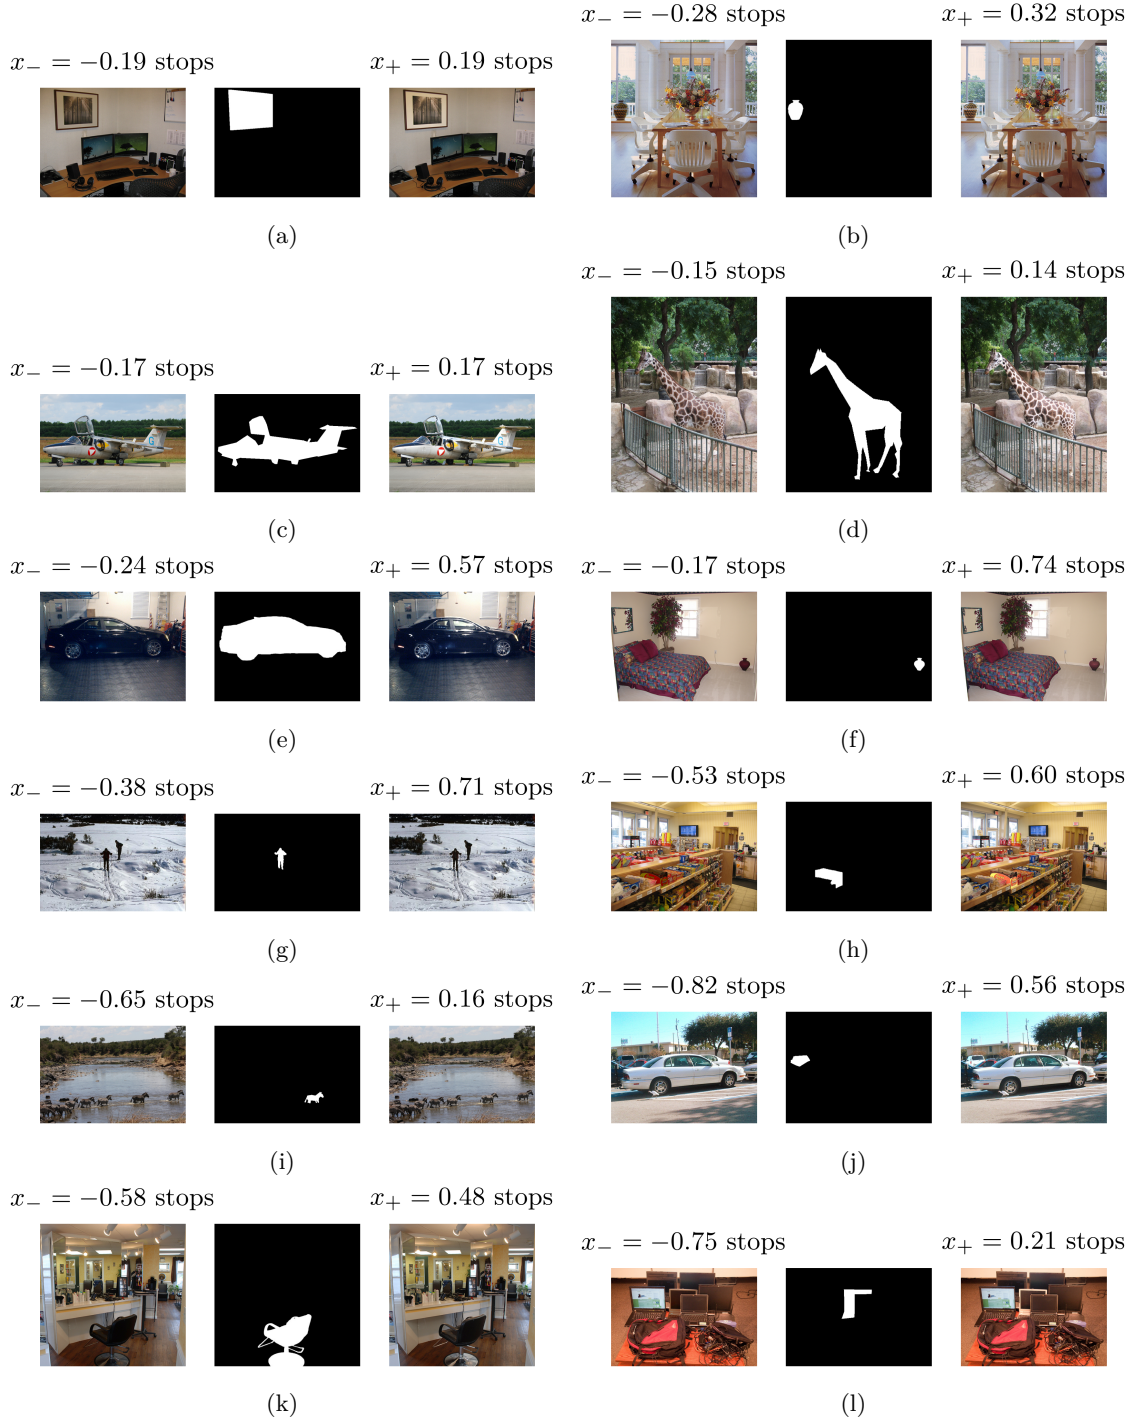 x₋ = −0.19 stops
x₊ = 0.19 stops
(a)
x₋ = −0.28 stops
x₊ = 0.32 stops
(b)
x₋ = −0.17 stops
x₊ = 0.17 stops
(c)
x₋ = −0.15 stops
x₊ = 0.14 stops
(d)
x₋ = −0.24 stops
x₊ = 0.57 stops
(e)
x₋ = −0.17 stops
x₊ = 0.74 stops
(f)
x₋ = −0.38 stops
x₊ = 0.71 stops
(g)
x₋ = −0.53 stops
x₊ = 0.60 stops
(h)
x₋ = −0.65 stops
x₊ = 0.16 stops
(i)
x₋ = −0.82 stops
x₊ = 0.56 stops
(j)
x₋ = −0.58 stops
x₊ = 0.48 stops
(k)
x₋ = −0.75 stops
x₊ = 0.21 stops
(l)